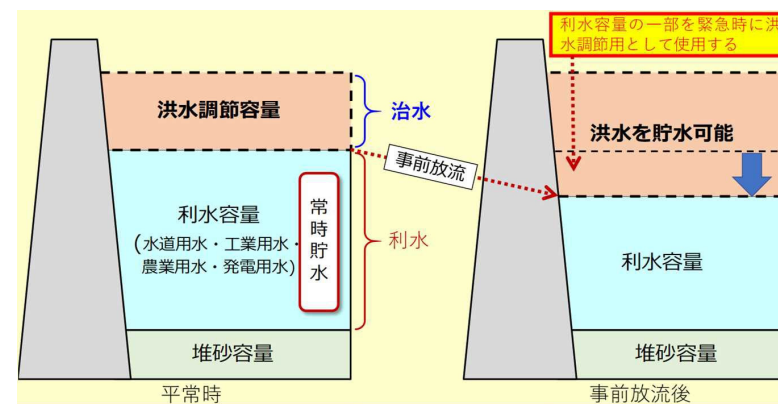 利水容量の一部を緊急時に洪
水調節用として使用する
洪水調節容量
治水
事前放流
洪水を貯水可能
利水容量
(水道用水・工業用水・
農業用水・発電用水)
常時貯水
利水
利水容量
堆砂容量
堆砂容量
平常時
事前放流後